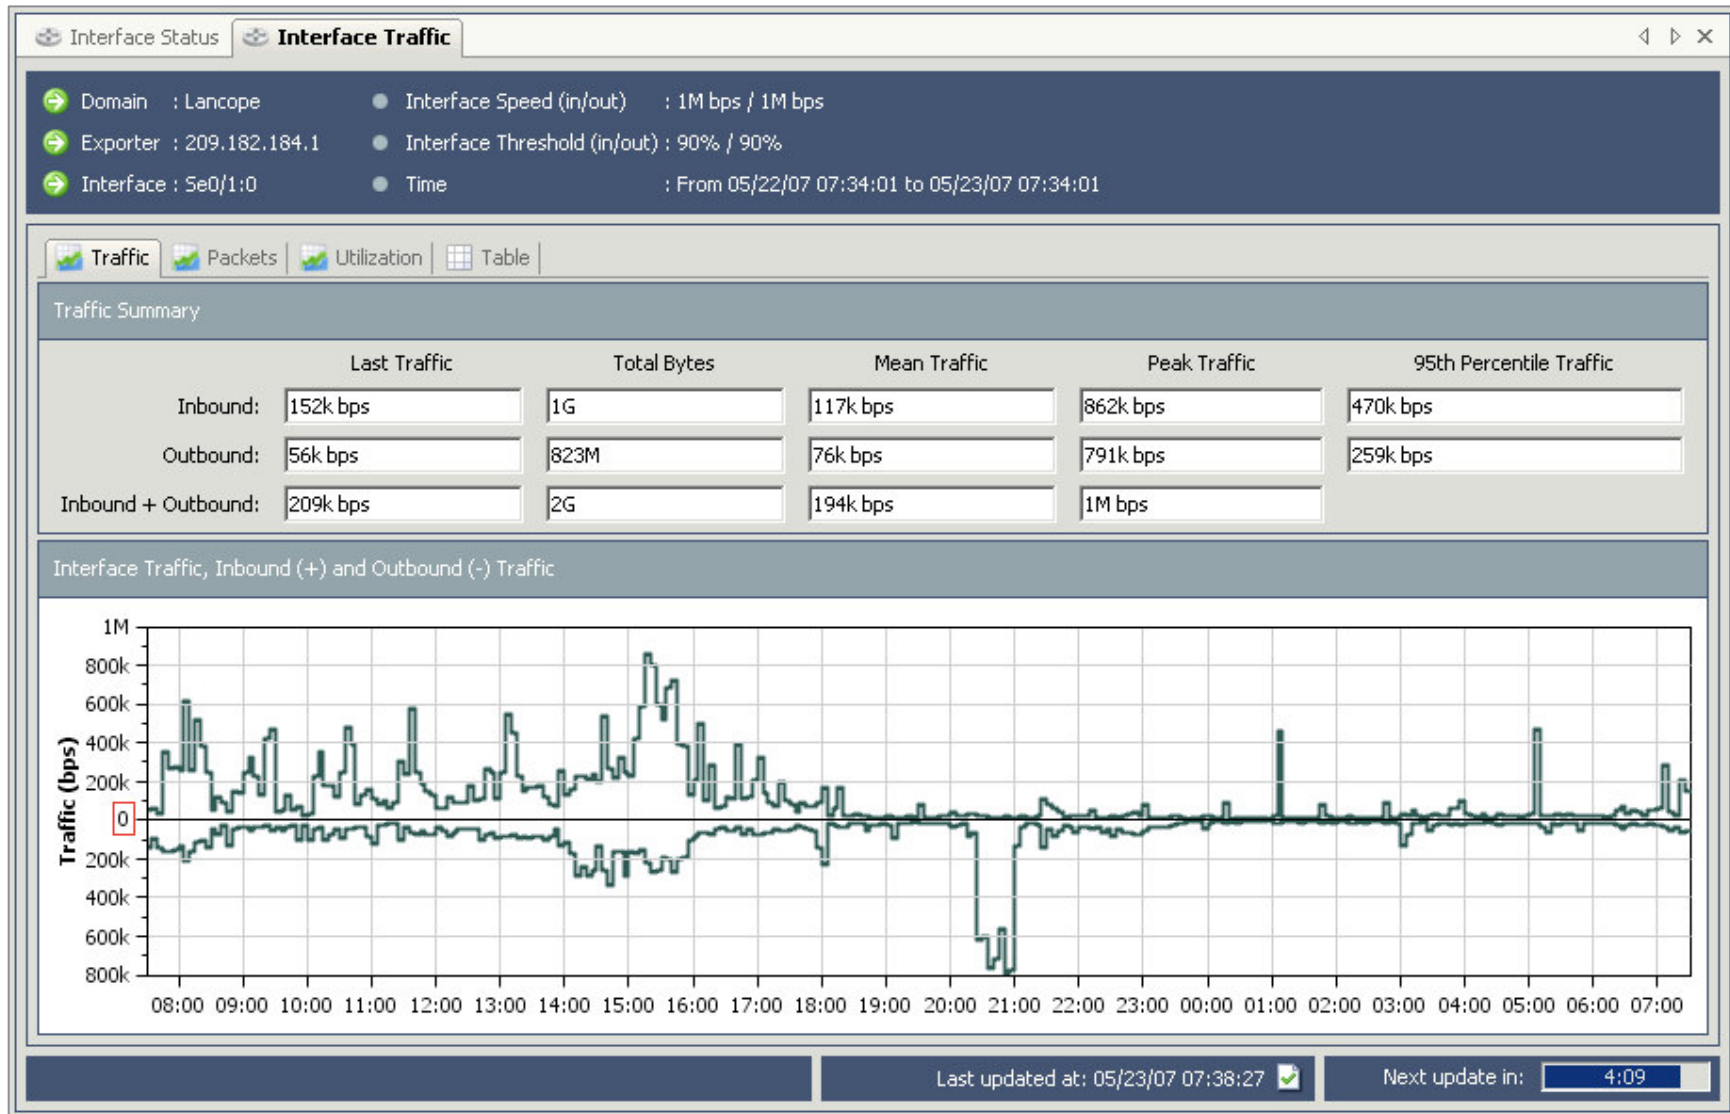 Interface Status Interface Traffic
Domain : Lancope Interface Speed (in/out) : 1M bps / 1M bps
Exporter : 209.182.184.1 Interface Threshold (in/out) : 90% / 90%
Interface : Se0/1:0 Time : From 05/22/07 07:34:01 to 05/23/07 07:34:01
Traffic Packets Utilization Table
Traffic Summary
Last Traffic Total Bytes Mean Traffic Peak Traffic 95th Percentile Traffic
Inbound: 152k bps 1G 117k bps 862k bps 470k bps
Outbound: 56k bps 823M 76k bps 791k bps 259k bps
Inbound + Outbound: 209k bps 2G 194k bps 1M bps
Interface Traffic, Inbound (+) and Outbound (-) Traffic
Traffic (bps)
1M
800k
600k
400k
200k
0
200k
400k
600k
800k
08:00 09:00 10:00 11:00 12:00 13:00 14:00 15:00 16:00 17:00 18:00 19:00 20:00 21:00 22:00 23:00 00:00 01:00 02:00 03:00 04:00 05:00 06:00 07:00
Last updated at: 05/23/07 07:38:27 Next update in: 4:09